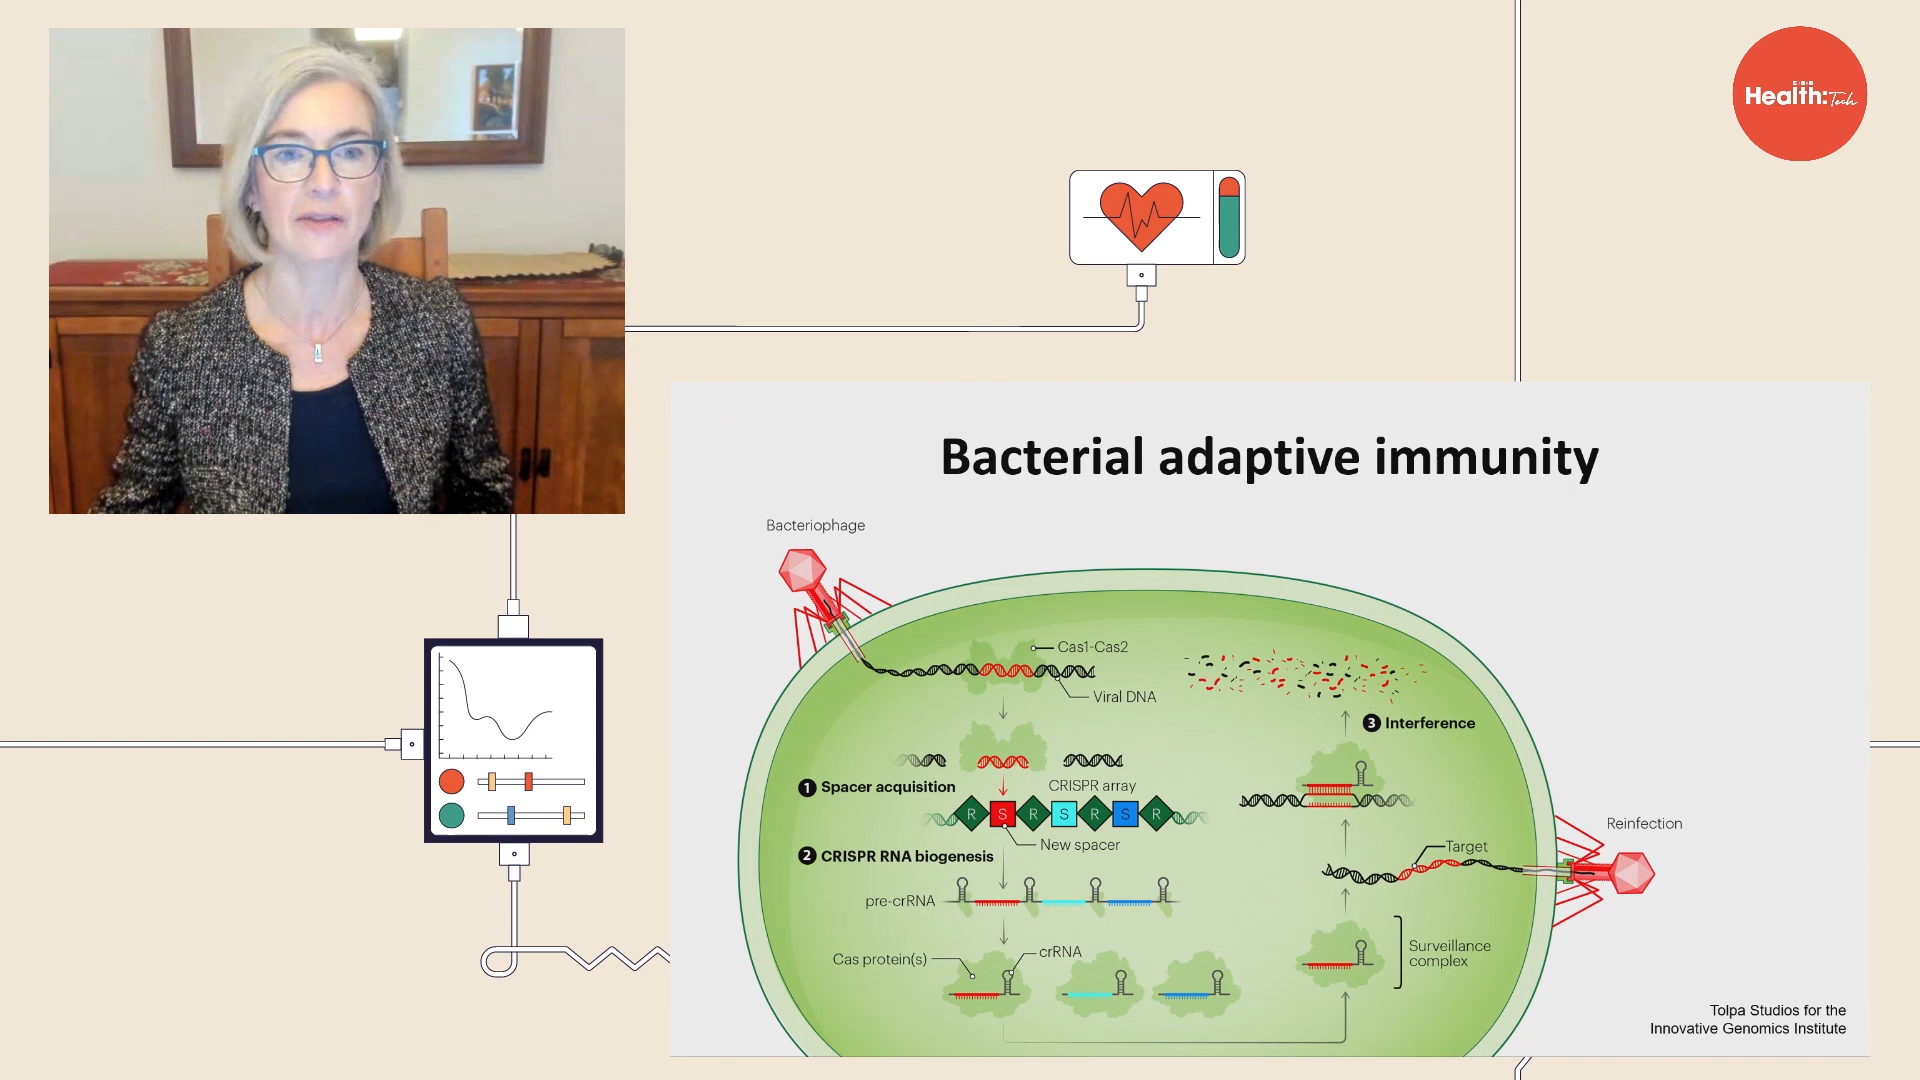 Health:Tech
Bacterial adaptive immunity
Bacteriophage
Cas1-Cas2
Viral DNA
3 Interference
1 Spacer acquisition
CRISPR array
R S R S R S R
New spacer
2 CRISPR RNA biogenesis
pre-crRNA
Cas protein(s)
crRNA
Reinfection
Target
Surveillance
complex
Tolpa Studios for the
Innovative Genomics Institute